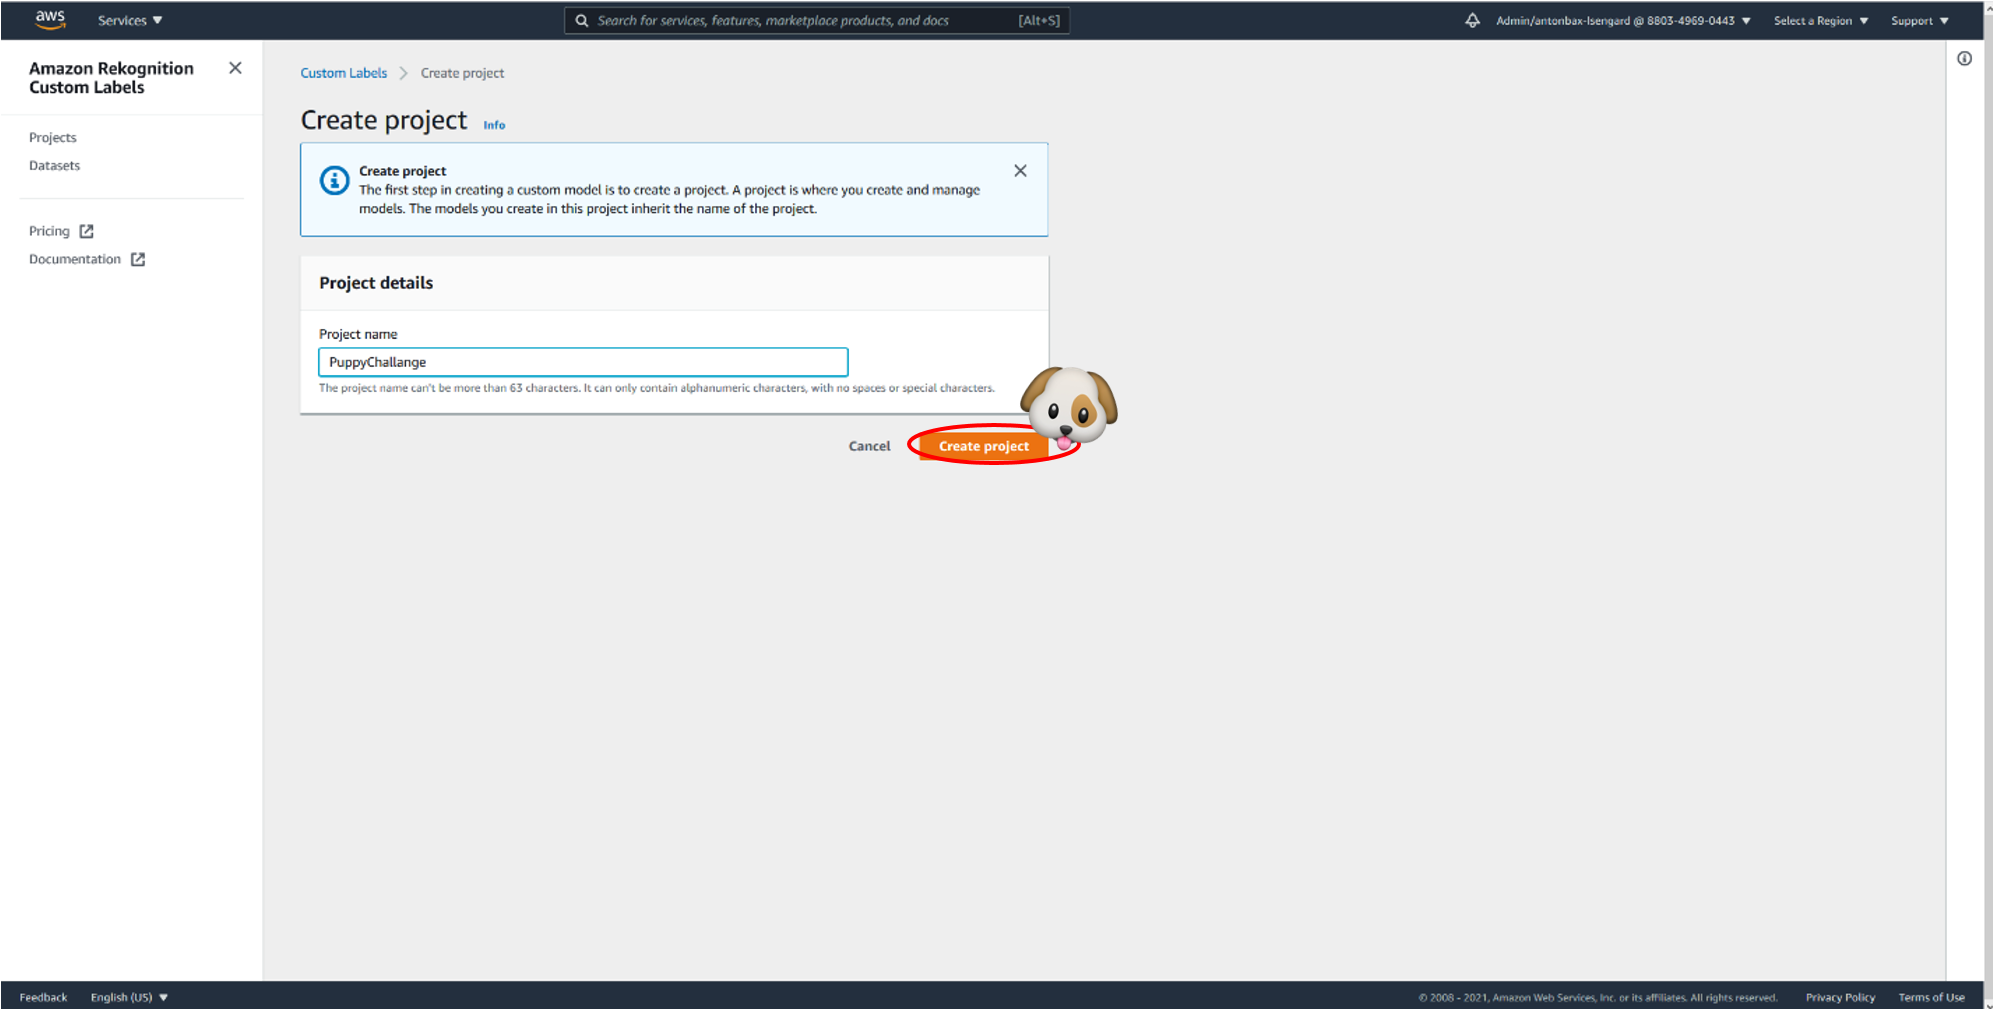 aws Services Search for services, features, marketplace products, and docs [Alt+S] Admin/antonbax-Isengard @ 8803-4969-0443 Select a Region Support
Amazon Rekognition
Custom Labels
Projects
Datasets
Pricing
Documentation
Custom Labels Create project
Create project Info
Create project
The first step in creating a custom model is to create a project. A project is where you create and manage
models. The models you create in this project inherit the name of the project.
Project details
Project name
PuppyChallange
The project name can't be more than 63 characters. It can only contain alphanumeric characters, with no spaces or special characters.
Cancel Create project
Feedback English (US) © 2008 - 2021, Amazon Web Services, Inc. or its affiliates. All rights reserved. Privacy Policy Terms of Use